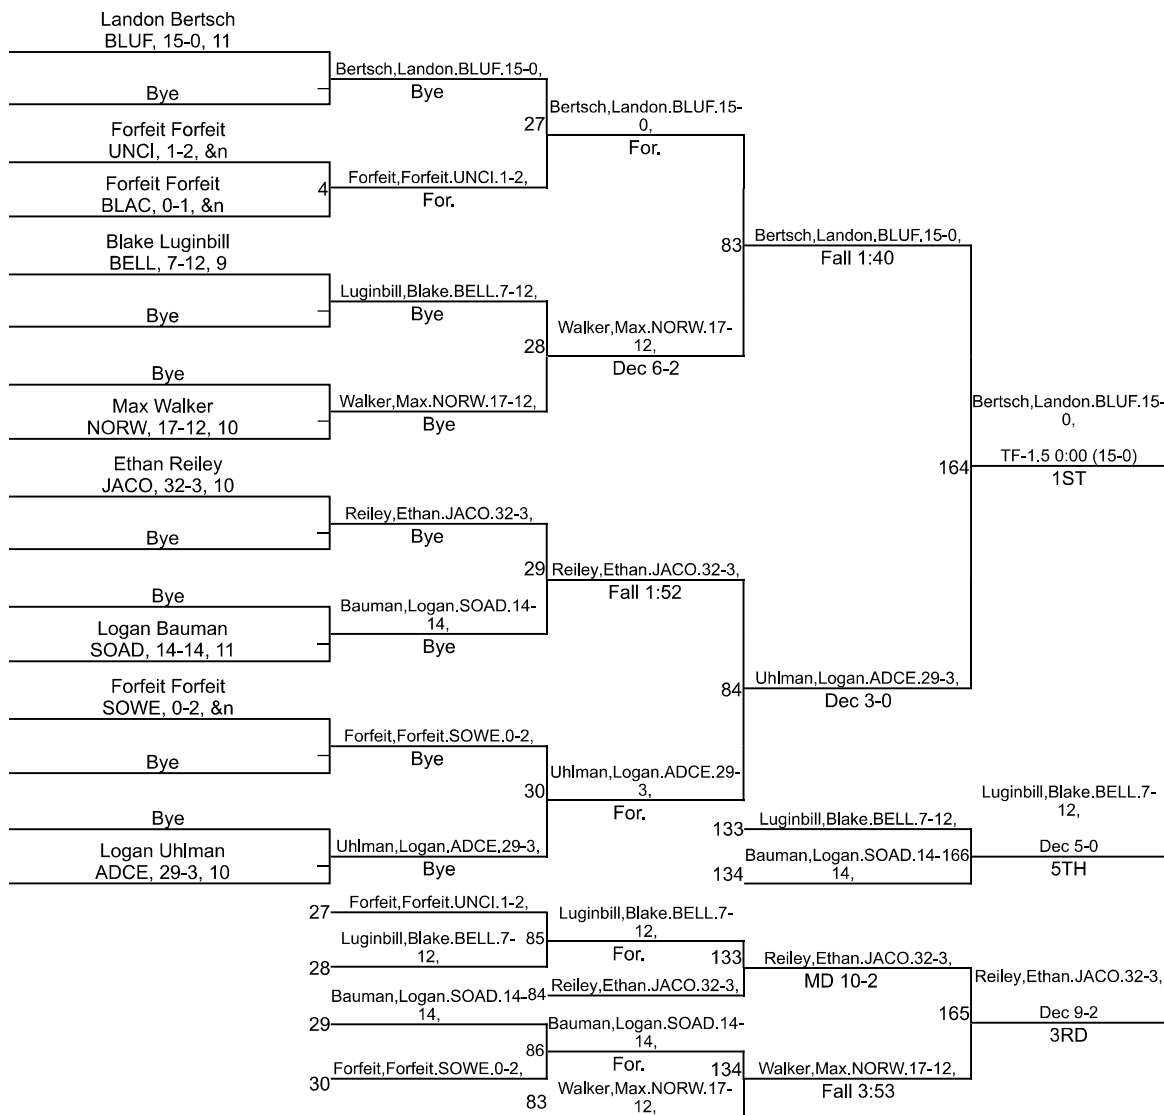 Landon Bertsch
BLUF, 15-0, 11
Bye
Forfeit Forfeit
UNCI, 1-2, &n
Forfeit Forfeit
BLAC, 0-1, &n
Blake Luginbill
BELL, 7-12, 9
Bye
Bye
Max Walker
NORW, 17-12, 10
Ethan Reiley
JACO, 32-3, 10
Bye
Bye
Logan Bauman
SOAD, 14-14, 11
Forfeit Forfeit
SOWE, 0-2, &n
Bye
Bye
Logan Uhlman
ADCE, 29-3, 10
Bertsch,Landon.BLUF.15-0,
Bye
4
Forfeit,Forfeit.UNCI.1-2,
For.
Luginbill,Blake.BELL.7-12,
Bye
Walker,Max.NORW.17-12,
Bye
Reiley,Ethan.JACO.32-3,
Bye
Bauman,Logan.SOAD.14-
14,
Bye
Forfeit,Forfeit.SOWE.0-2,
Bye
Uhlman,Logan.ADCE.29-3,
Bye
27
Bertsch,Landon.BLUF.15-
0,
For.
28
Walker,Max.NORW.17-
12,
Dec 6-2
29
Reiley,Ethan.JACO.32-3,
Fall 1:52
30
Uhlman,Logan.ADCE.29-
3,
For.
83
Bertsch,Landon.BLUF.15-0,
Fall 1:40
84
Uhlman,Logan.ADCE.29-3,
Dec 3-0
164
Bertsch,Landon.BLUF.15-
0,
TF-1.5 0:00 (15-0)
1ST
133
Luginbill,Blake.BELL.7-12,
134
Bauman,Logan.SOAD.14-
14,
166
Luginbill,Blake.BELL.7-
12,
Dec 5-0
5TH
27
Forfeit,Forfeit.UNCI.1-2,
28
Luginbill,Blake.BELL.7-
12,
85
Luginbill,Blake.BELL.7-
12,
For.
84
Reiley,Ethan.JACO.32-3,
133
Reiley,Ethan.JACO.32-3,
MD 10-2
29
Bauman,Logan.SOAD.14-
14,
30
Forfeit,Forfeit.SOWE.0-2,
86
Bauman,Logan.SOAD.14-
14,
For.
83
Walker,Max.NORW.17-
12,
134
Walker,Max.NORW.17-12,
Fall 3:53
165
Reiley,Ethan.JACO.32-3,
Dec 9-2
3RD